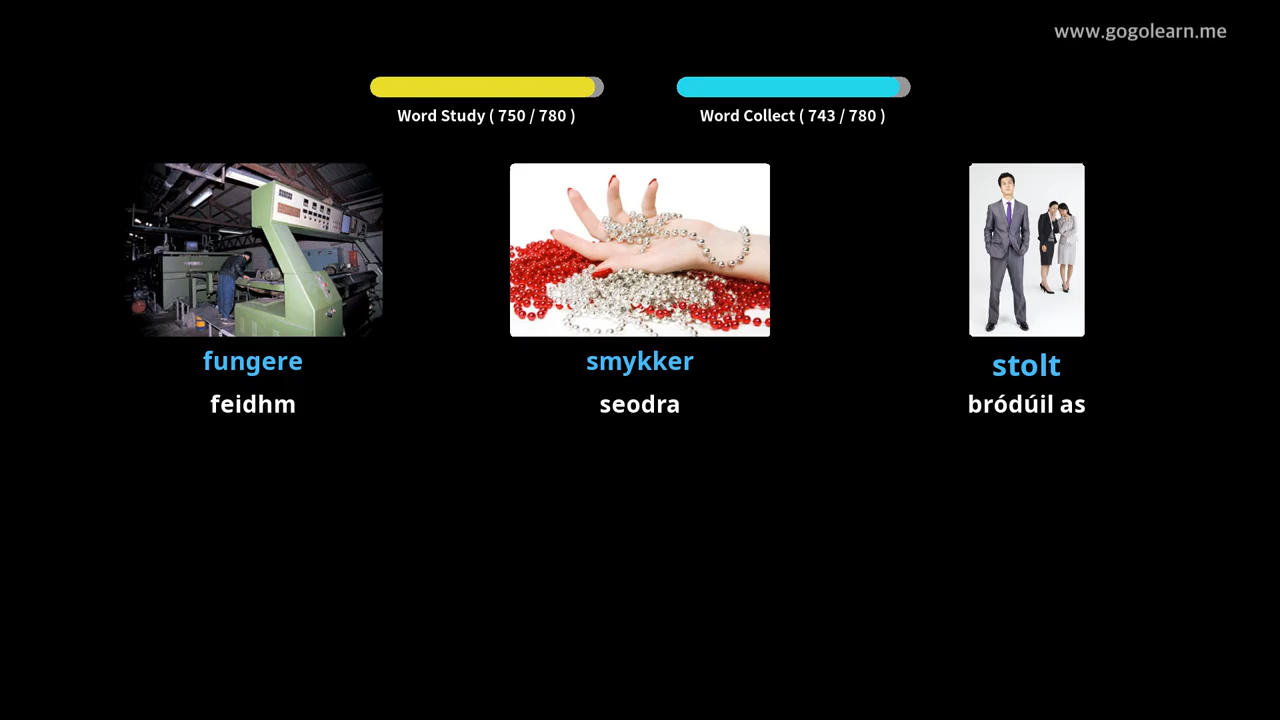 www.gogolearn.me
Word Study ( 750 / 780 )
Word Collect ( 743 / 780 )
fungere
feidhm
smykker
seodra
stolt
bródúil as